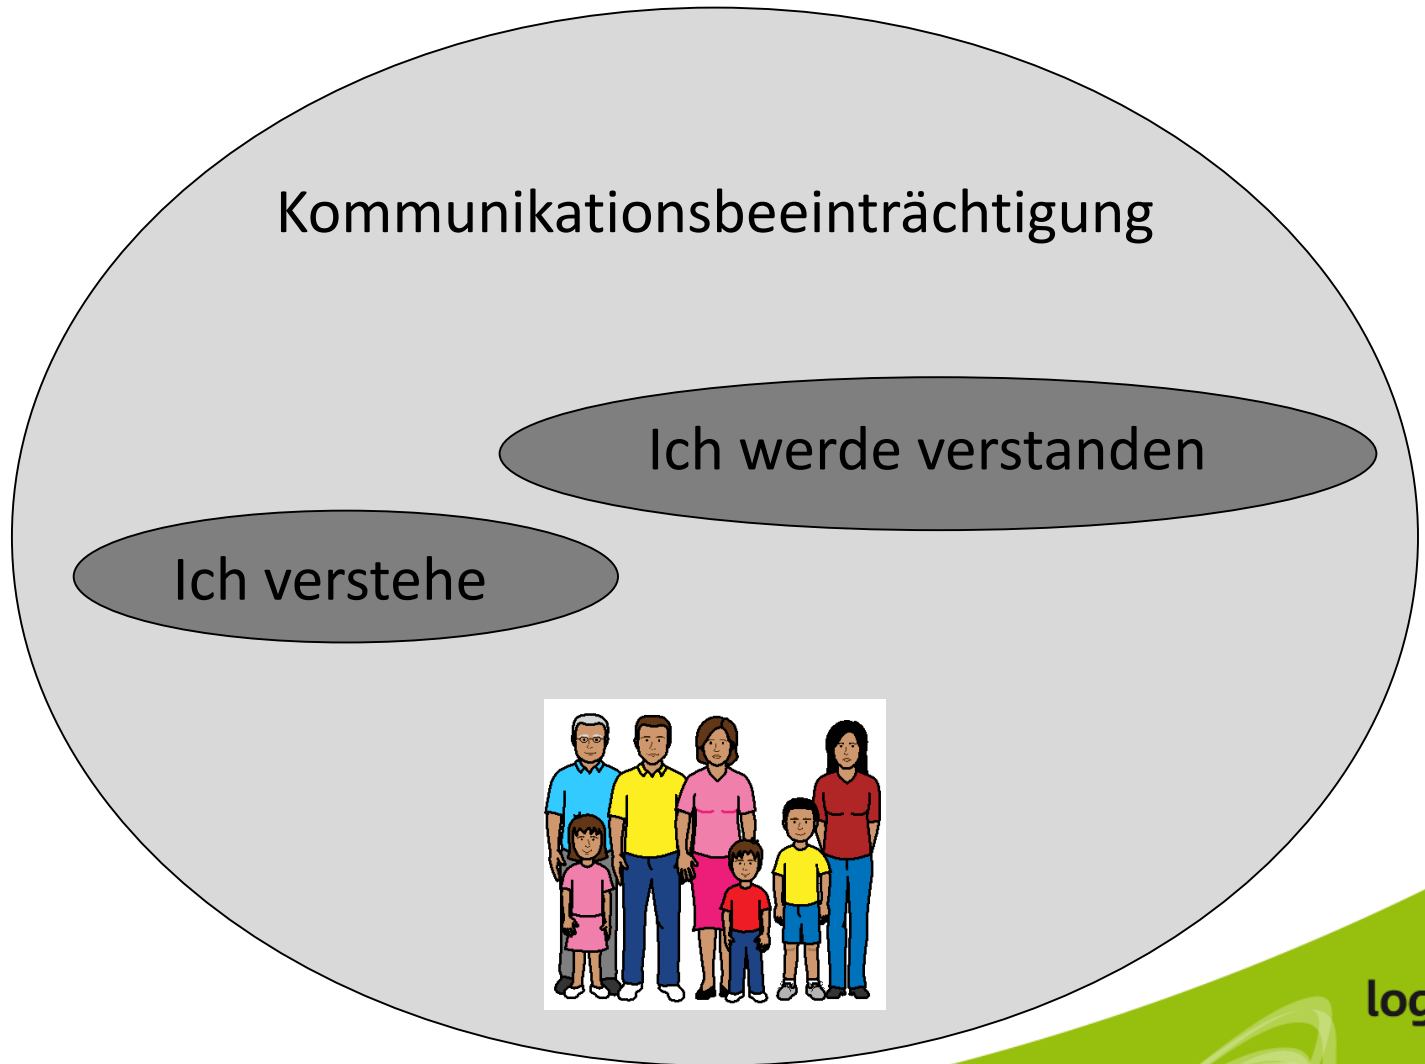 Kommunikationsbeeinträchtigung
Ich werde verstanden
Ich verstehe